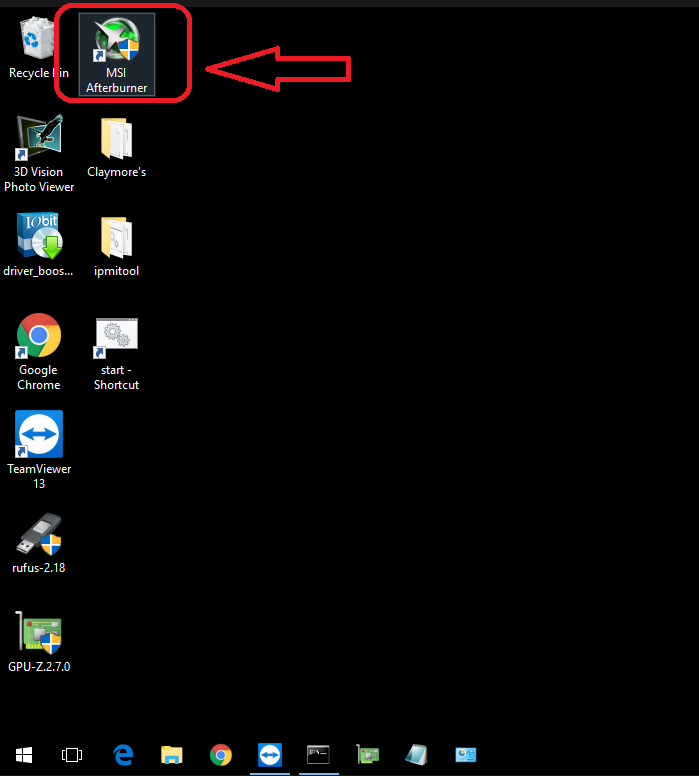 Recycle Bin
MSI
Afterburner
3D Vision
Photo Viewer
Claymore's
IObit
driver_boos...
ipmitool
Google
Chrome
start -
Shortcut
TeamViewer
13
rufus-2.18
GPU-Z.2.7.0